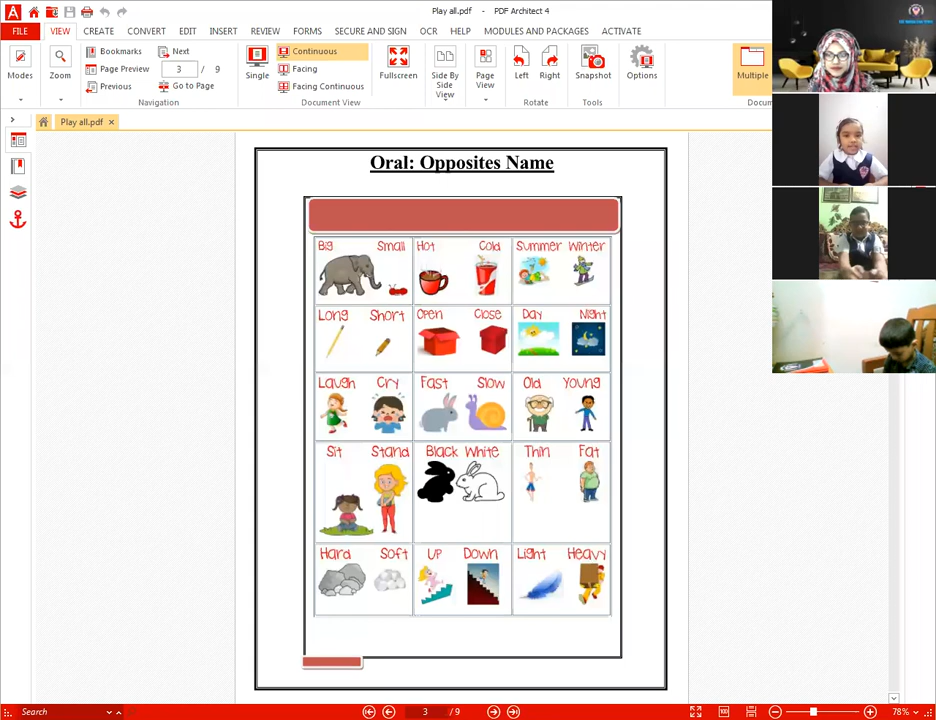 Play all.pdf - PDF Architect 4
FILE VIEW CREATE CONVERT EDIT INSERT REVIEW FORMS SECURE AND SIGN OCR HELP MODULES AND PACKAGES ACTIVATE
Modes
Zoom
Bookmarks
Page Preview
Previous
Next
3 / 9
Go to Page
Navigation
Single
Continuous
Facing
Facing Continuous
Document View
Fullscreen
Side By Side View
Page View
Left
Right
Rotate
Snapshot
Tools
Options
Multiple
Docum
Play all.pdf
Oral: Opposites Name
Big Small Hot Cold Summer Winter
Long Short Open Close Day Night
Laugh Cry Fast Slow Old Young
Sit Stand Black White Thin Fat
Hard Soft Up Down Light Heavy
Search
3 / 9
78%